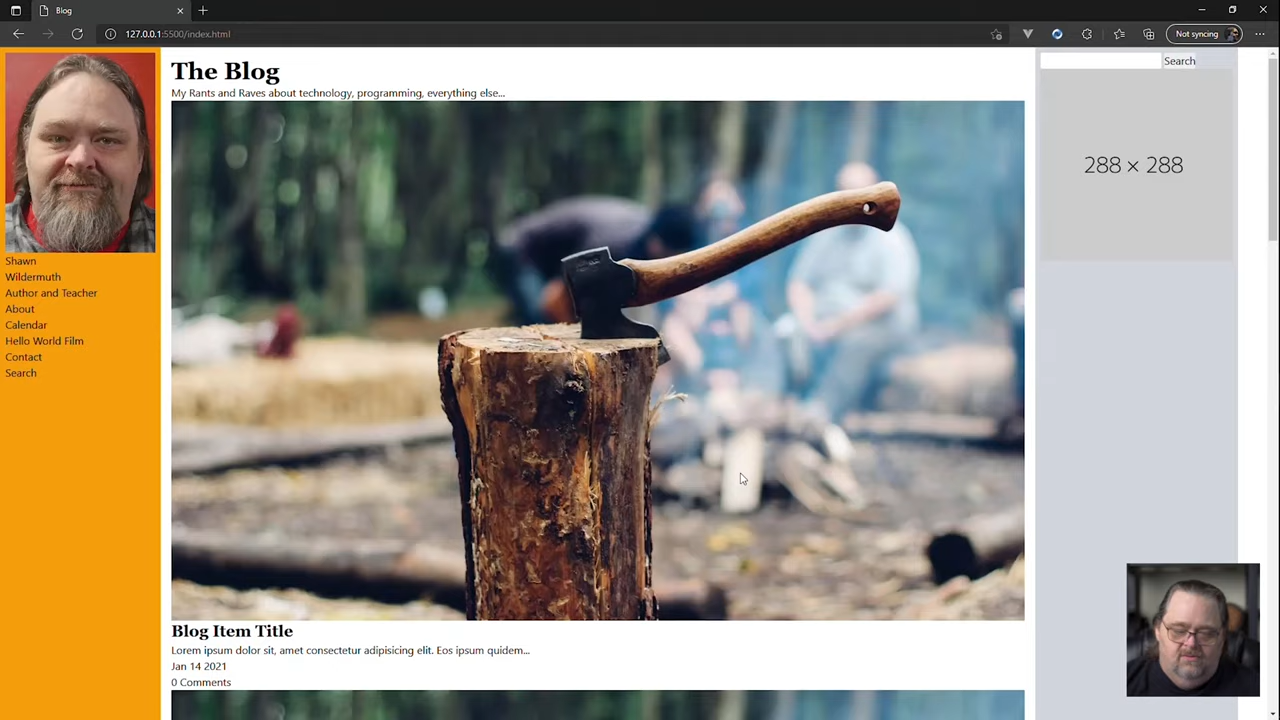 Blog
127.0.0.1:5500/index.html
Not syncing
Shawn
Wildermuth
Author and Teacher
About
Calendar
Hello World Film
Contact
Search
The Blog
My Rants and Raves about technology, programming, everything else...
Blog Item Title
Lorem ipsum dolor sit, amet consectetur adipisicing elit. Eos ipsum quidem...
Jan 14 2021
0 Comments
Search
288 × 288